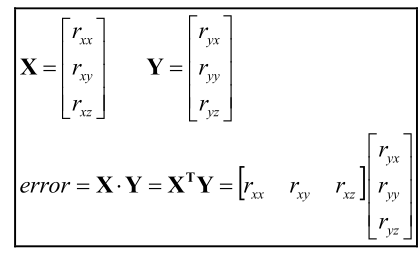 X = [r_xx r_xy r_xz] Y = [r_yx r_yy r_yz]
error = X · Y = X^T Y = [r_xx r_xy r_xz] [r_yx r_yy r_yz]